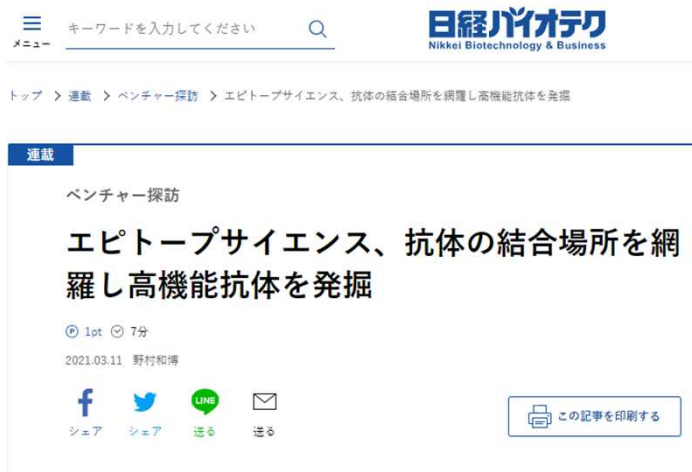 キーワードを入力してください
日経バイオテク
メニュー
Nikkei Biotechnology & Business
トップ > 連載 > ベンチャー探訪 > エピトープサイエンス、抗体の結合場所を網羅し高機能抗体を発掘
連載
ベンチャー探訪
エピトープサイエンス、抗体の結合場所を網
羅し高機能抗体を発掘
P 1pt 7分
2021.03.11 野村和博
f LINE
シェア シェア 送る 送る
この記事を印刷する